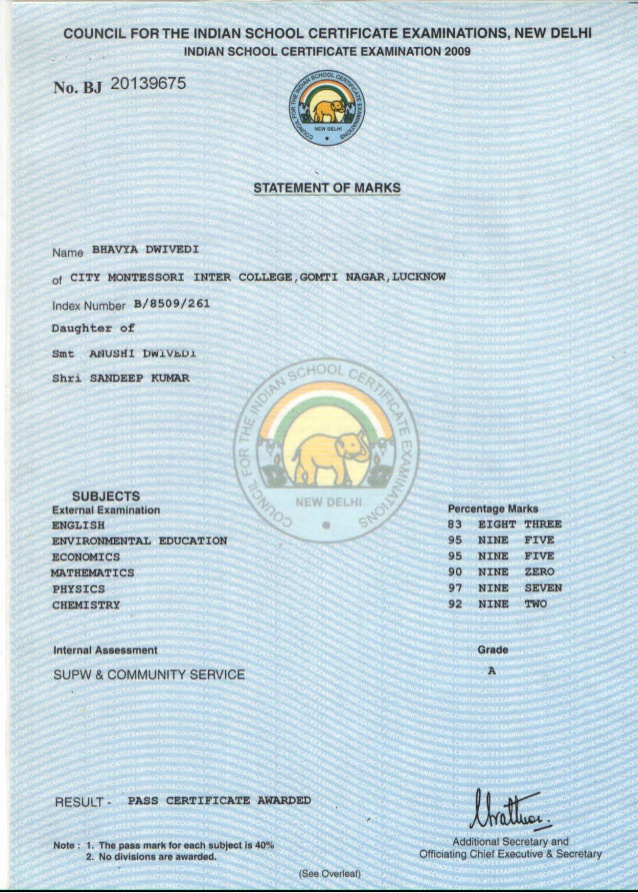 COUNCIL FOR THE INDIAN SCHOOL CERTIFICATE EXAMINATIONS, NEW DELHI
INDIAN SCHOOL CERTIFICATE EXAMINATION 2009
No. BJ 20139675
COUNCIL FOR THE INDIAN SCHOOL CERTIFICATE EXAMINATIONS
NEW DELHI
STATEMENT OF MARKS
Name BHAVYA DWIVEDI
of CITY MONTESSORI INTER COLLEGE,GOMTI NAGAR,LUCKNOW
Index Number B/8509/261
Daughter of
Smt ANUSHI DWIVEDI
Shri SANDEEP KUMAR
COUNCIL FOR THE INDIAN SCHOOL CERTIFICATE EXAMINATIONS
NEW DELHI
SUBJECTS
External Examination Percentage Marks
ENGLISH 83 EIGHT THREE
ENVIRONMENTAL EDUCATION 95 NINE FIVE
ECONOMICS 95 NINE FIVE
MATHEMATICS 90 NINE ZERO
PHYSICS 97 NINE SEVEN
CHEMISTRY 92 NINE TWO
Internal Assessment Grade
SUPW & COMMUNITY SERVICE A
RESULT - PASS CERTIFICATE AWARDED
Note : 1. The pass mark for each subject is 40%
2. No divisions are awarded.
Additional Secretary and
Officiating Chief Executive & Secretary
(See Overleaf)